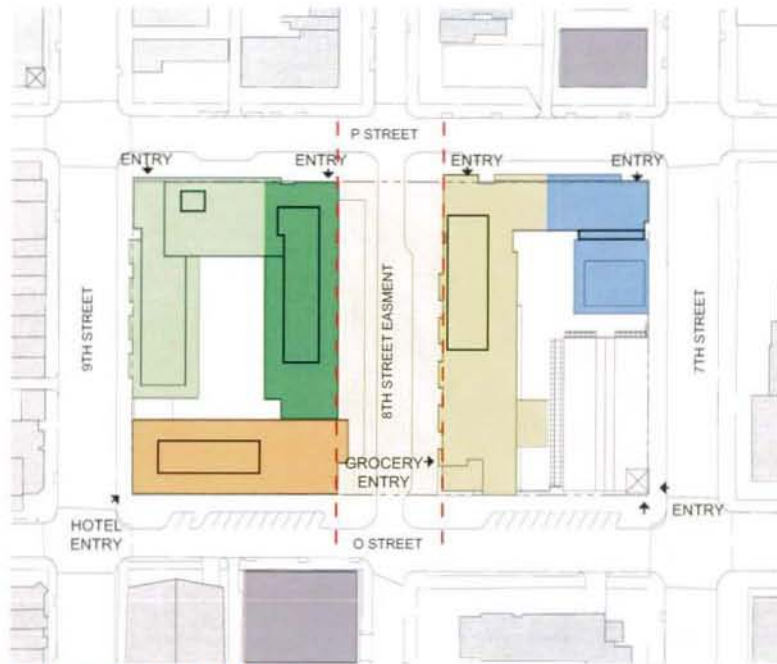 P STREET
ENTRY
ENTRY
ENTRY
ENTRY
9TH STREET
8TH STREET EASMENT
7TH STREET
GROCERY
ENTRY
HOTEL
ENTRY
ENTRY
O STREET